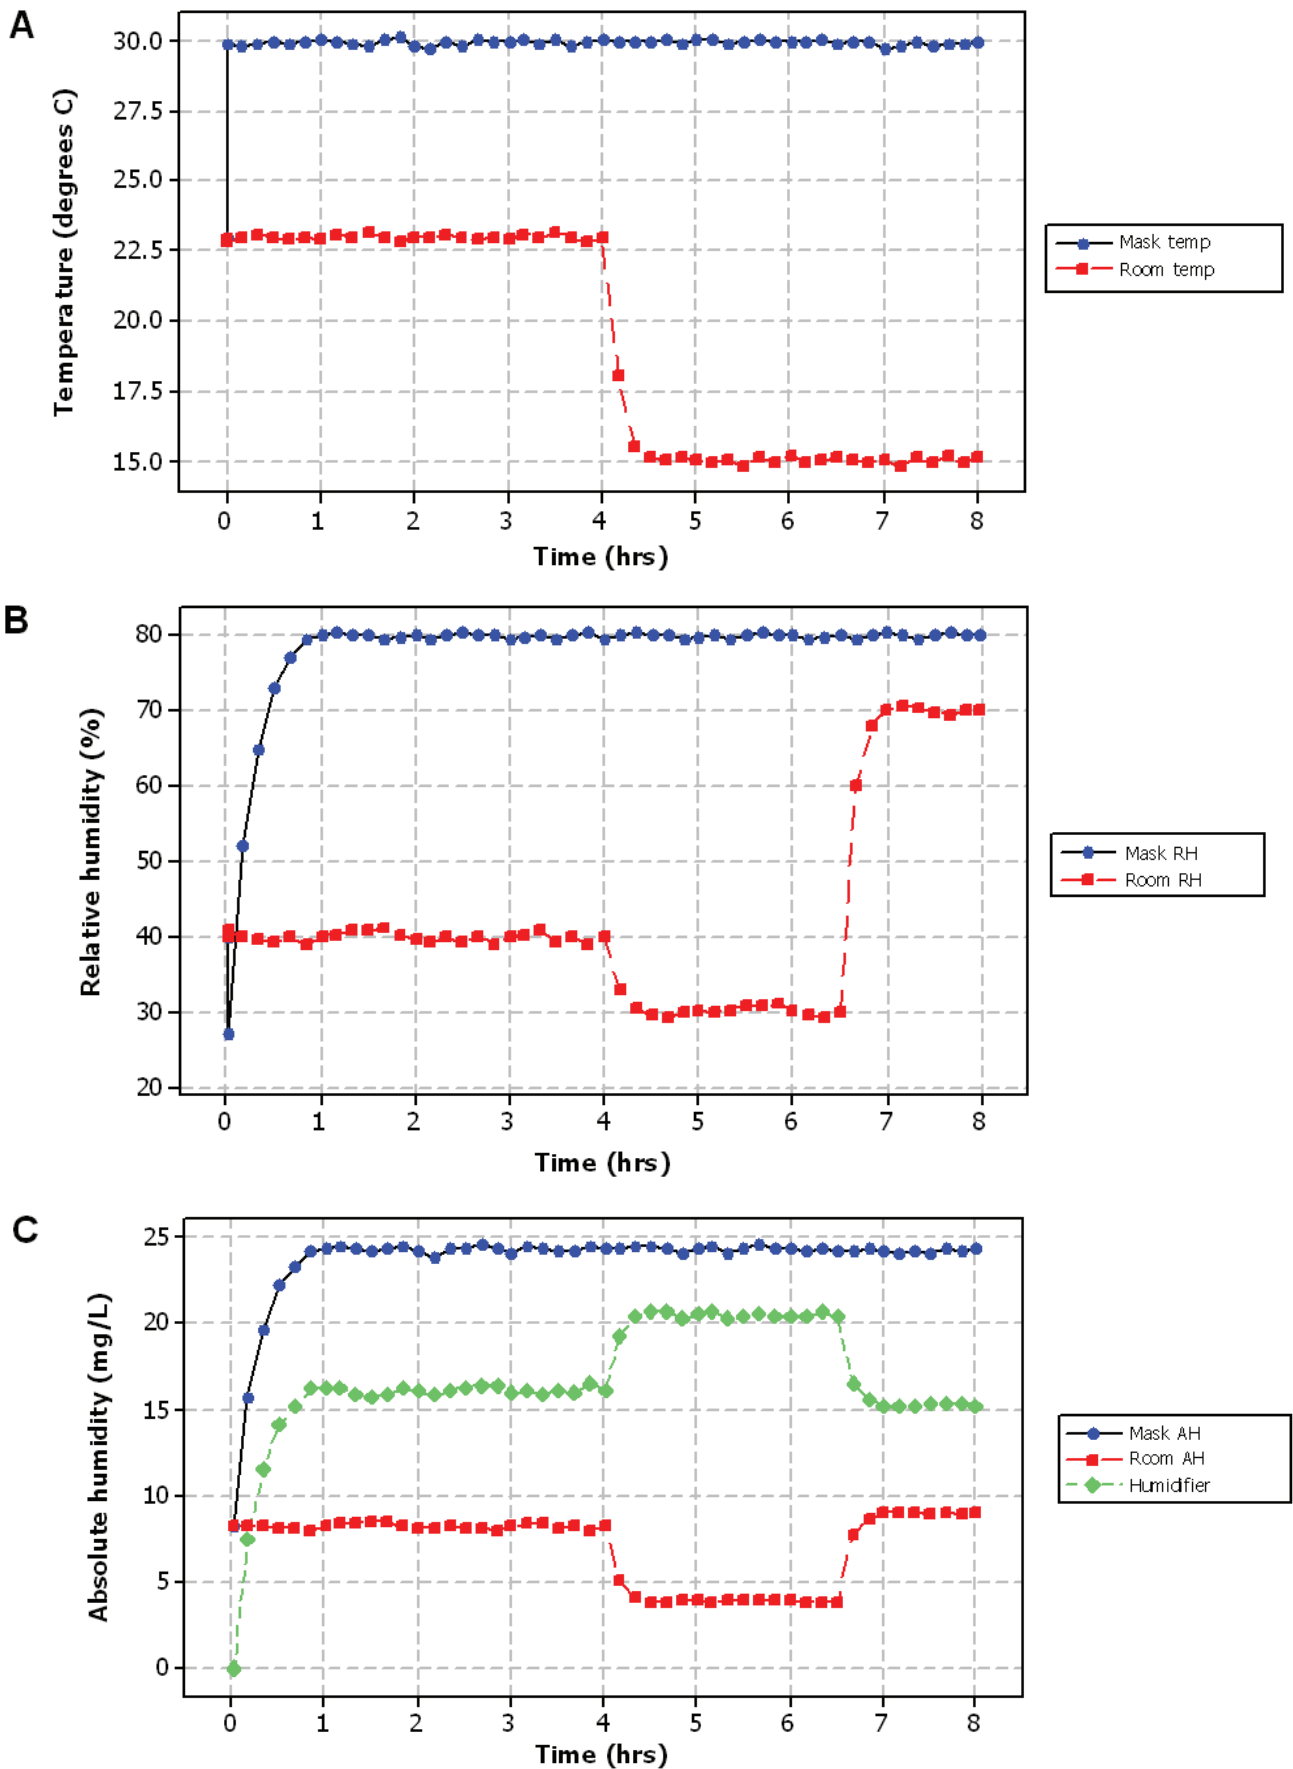 A
Temperature (degrees C)
30.0
27.5
25.0
22.5
20.0
17.5
15.0
0 1 2 3 4 5 6 7 8
Time (hrs)
Mask temp
Room temp
B
Relative humidity (%)
80
70
60
50
40
30
20
0 1 2 3 4 5 6 7 8
Time (hrs)
Mask RH
Room RH
C
Absolute humidity (mg/L)
25
20
15
10
5
0
0 1 2 3 4 5 6 7 8
Time (hrs)
Mask AH
Room AH
Humidifier